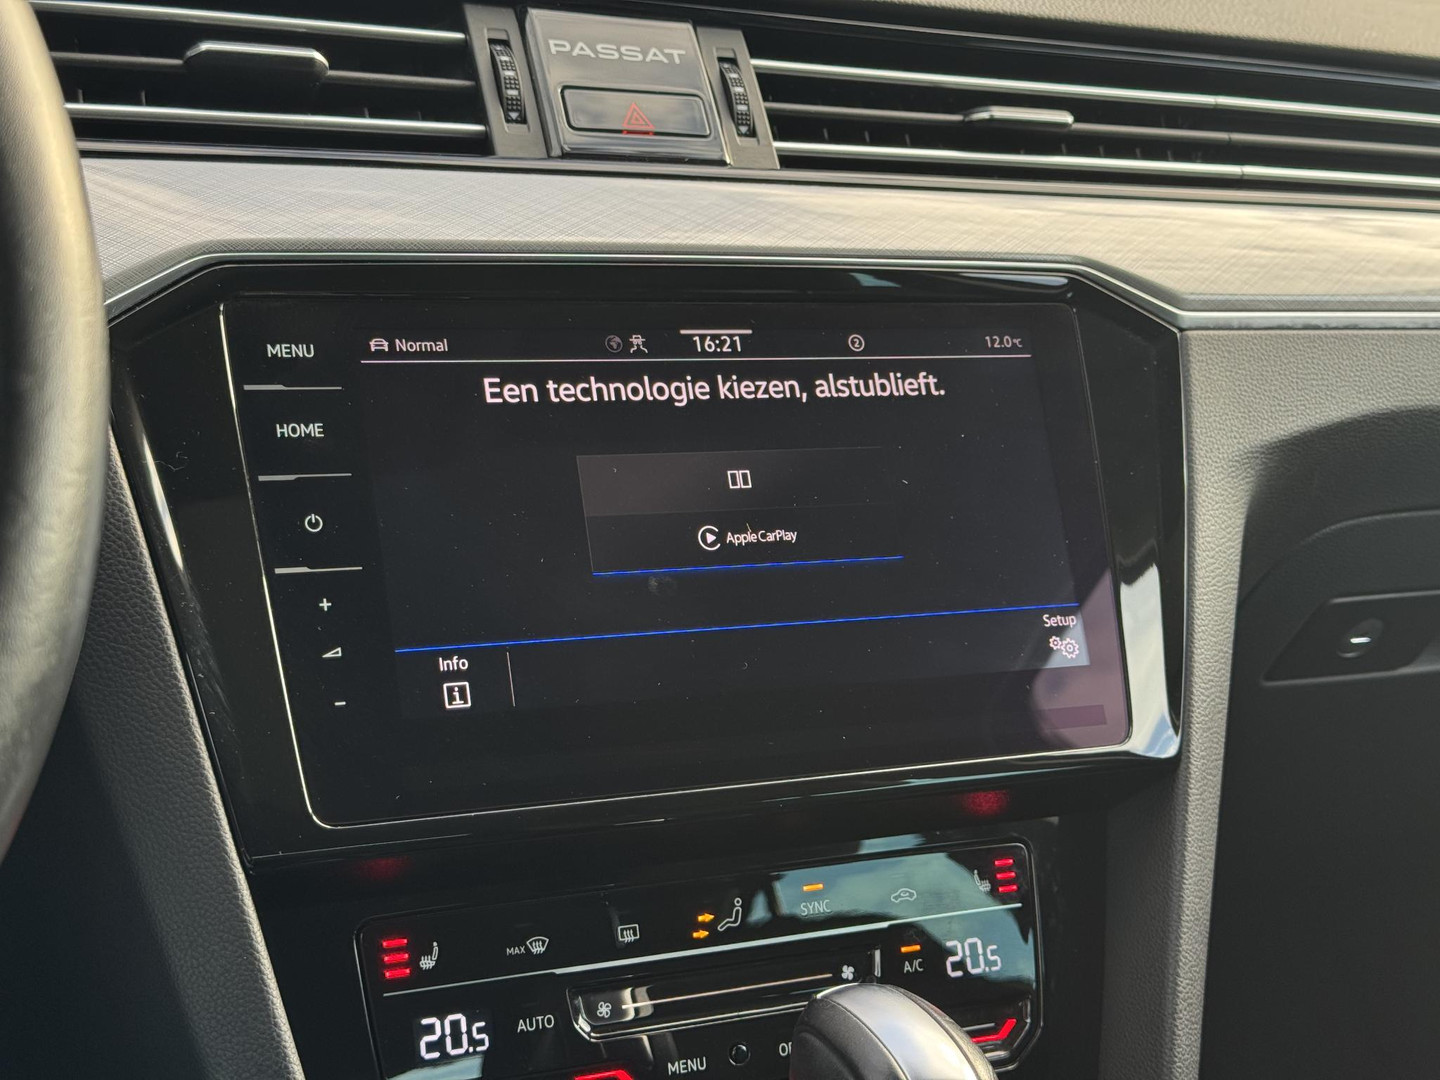 PASSAT
MENU
Normal
16:21
2
12.0°C
Een technologie kiezen, alstublieft.
HOME
Apple CarPlay
+
-
Info
i
Setup
MAX
SYNC
A/C
20.5
20.5
AUTO
MENU